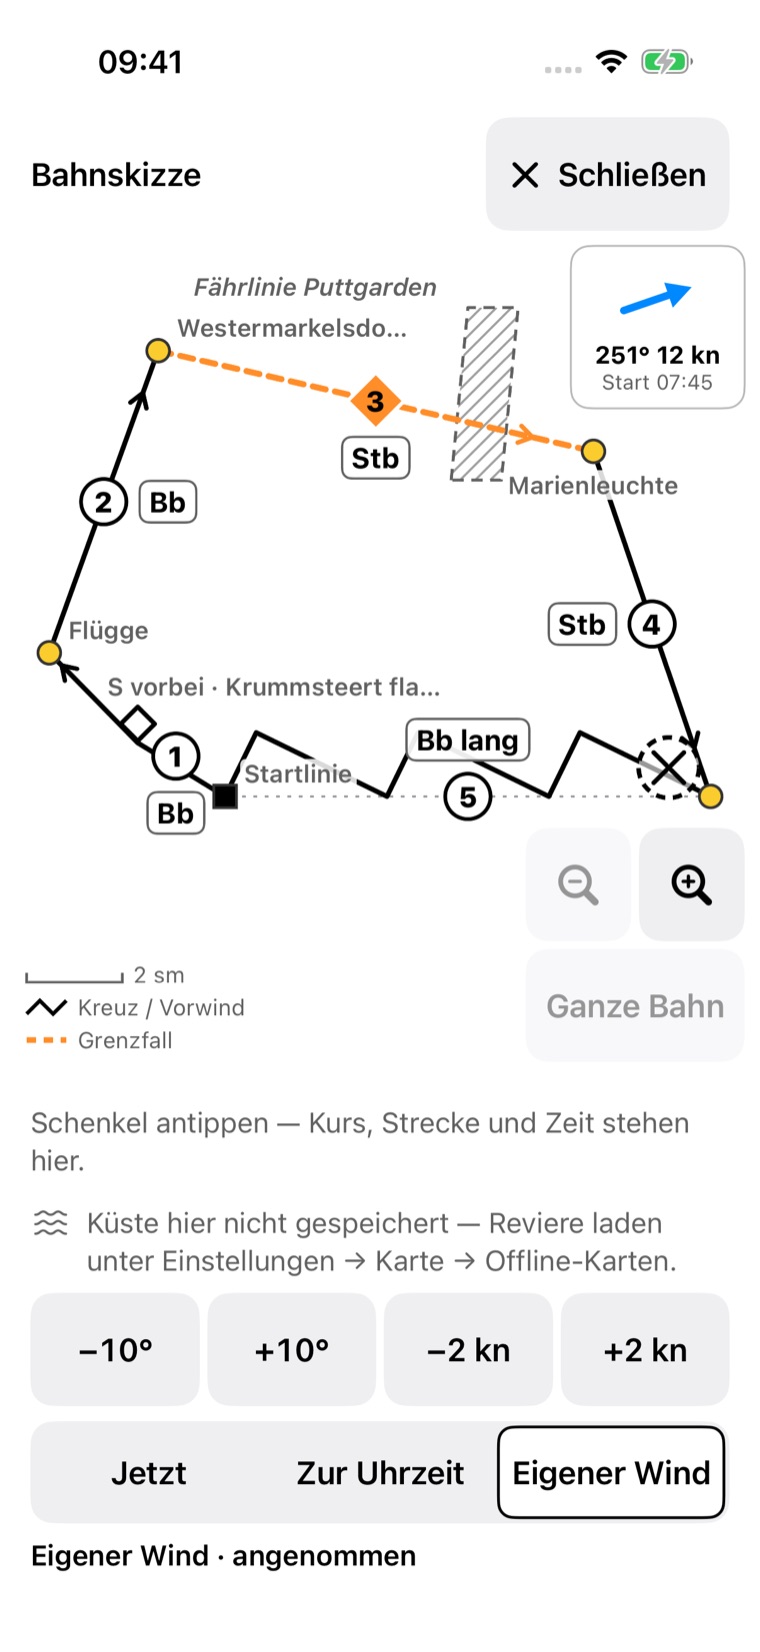 09:41
Bahnskizze
Schließen
Fährlinie Puttgarden
Westermarkelsdo...
251° 12 kn
Start 07:45
3
Stb
Marienleuchte
2
Bb
Flügge
Stb
4
S vorbei · Krummsteert fla...
Bb lang
1
Startlinie
5
Bb
2 sm
Kreuz / Vorwind
Grenzfall
Ganze Bahn
Schenkel antippen — Kurs, Strecke und Zeit stehen
hier.
Küste hier nicht gespeichert — Reviere laden
unter Einstellungen → Karte → Offline-Karten.
−10°
+10°
−2 kn
+2 kn
Jetzt
Zur Uhrzeit
Eigener Wind
Eigener Wind · angenommen